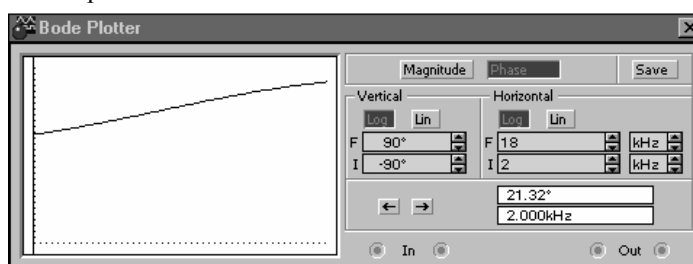 Bode Plotter
Magnitude Phase Save
Vertical Horizontal
Log Lin Log Lin
F 90° F 18 kHz
I -90° I 2 kHz
21.32°
2.000kHz
In Out